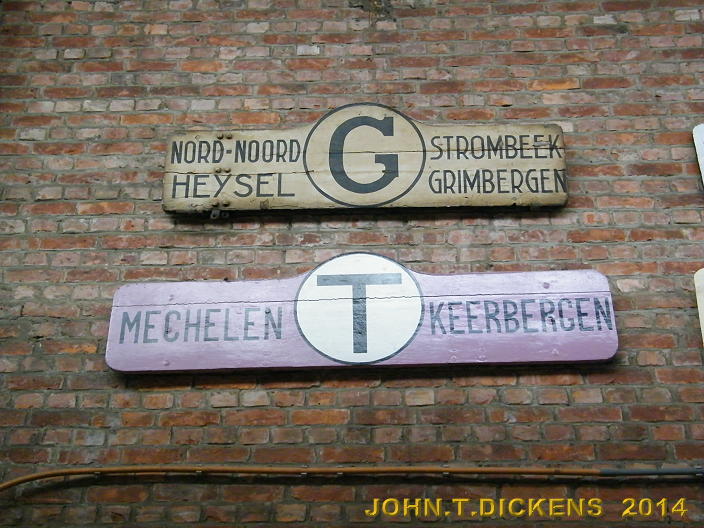 NORD-NOORD G STROMBEEK
HEYSEL GRIMBERGEN
MECHELEN T KEERBERGEN
JOHN.T.DICKENS 2014